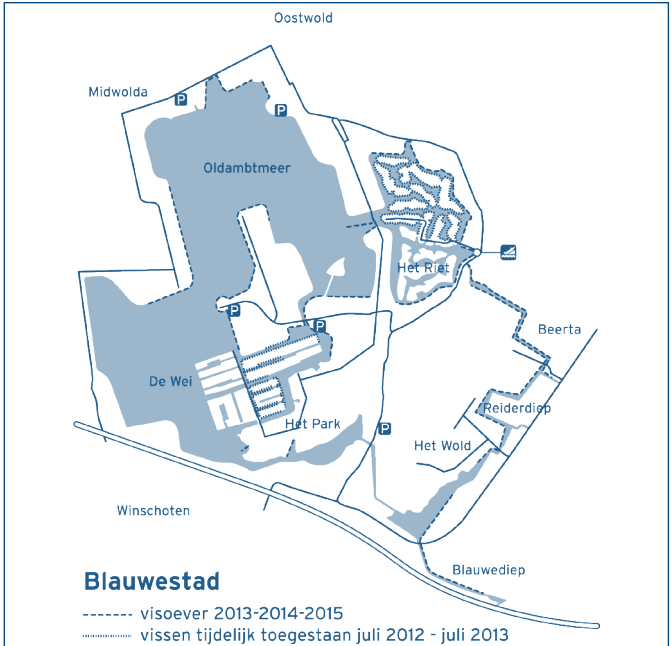 Oostwold
Midwolda
P
P
Oldambtmeer
Het Riet
P
P
Beerta
De Wei
Reiderdiep
Het Park
P
Het Wold
Winschoten
Blauwediep
Blauwestad
visoever 2013-2014-2015
vissen tijdelijk toegestaan juli 2012 - juli 2013